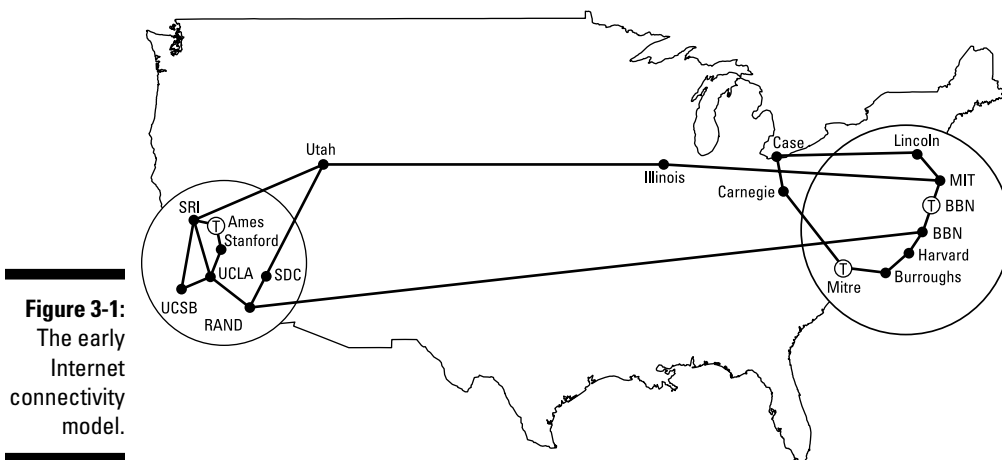 Utah
Illinois
Case
Lincoln
MIT
Carnegie
T BBN
BBN
Harvard
Burroughs
T
Mitre
SRI
T Ames
Stanford
UCLA
SDC
UCSB
RAND
Figure 3-1:
The early
Internet
connectivity
model.